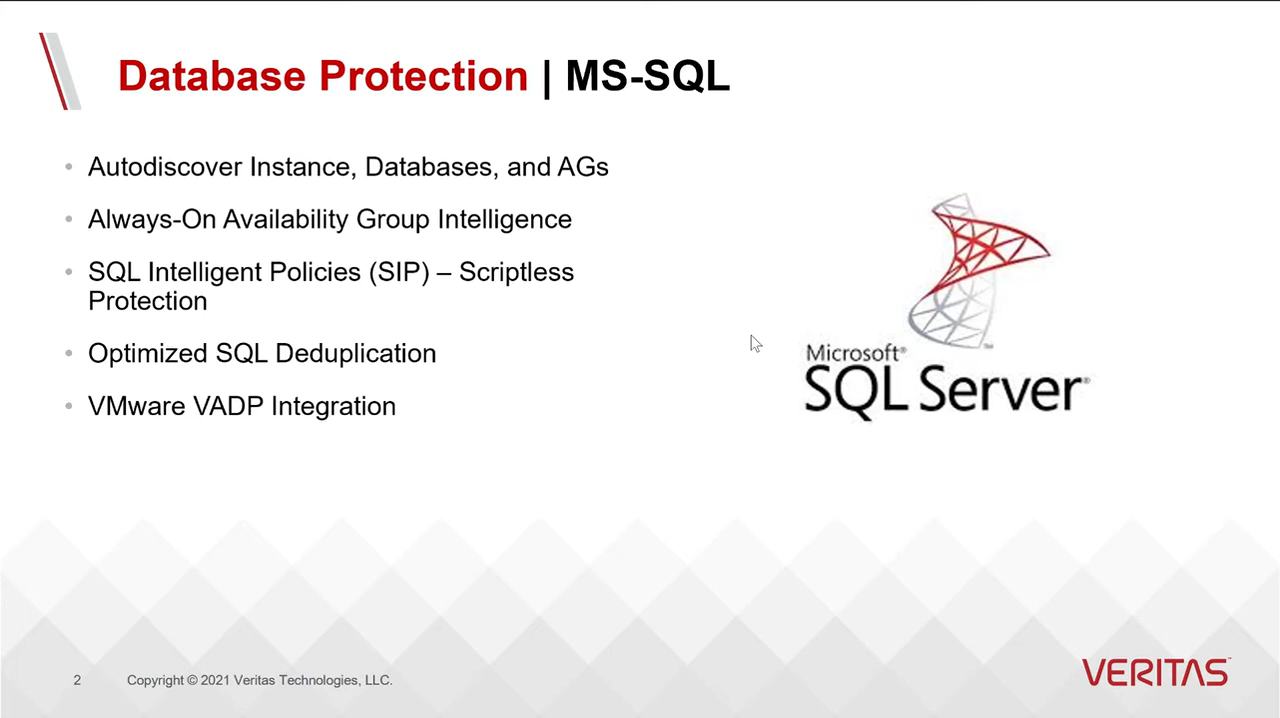 Database Protection | MS-SQL
• Autodiscover Instance, Databases, and AGs
• Always-On Availability Group Intelligence
• SQL Intelligent Policies (SIP) – Scriptless
Protection
• Optimized SQL Deduplication
• VMware VADP Integration
Microsoft®
SQL Server®
2 Copyright © 2021 Veritas Technologies, LLC.
VERITAS™